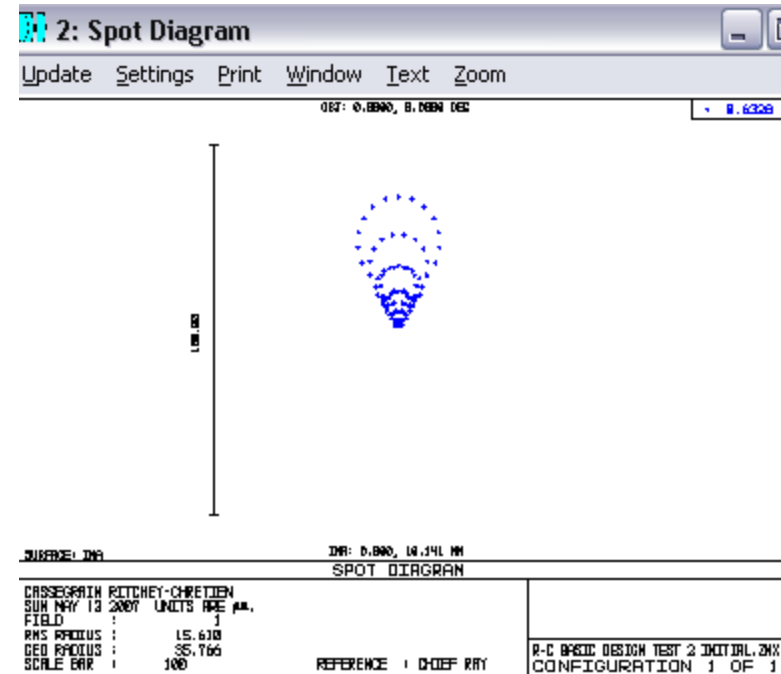 2: Spot Diagram
Update Settings Print Window Text Zoom
OBJ: 0.0000, DEG
0.6328
100.00
SURFACE: IMA
IMA: 0.000, 10.141 MM
SPOT DIAGRAM
CASSEGRAIN RITCHEY-CHRETIEN
SUN MAY 13 2007 UNITS ARE µm.
FIELD : 1
RMS RADIUS : 15.610
GEO RADIUS : 35.766
SCALE BAR : 100
REFERENCE : CHIEF RAY
R-C BASIC DESIGN TEST 2 INITIAL.ZMX
CONFIGURATION 1 OF 1